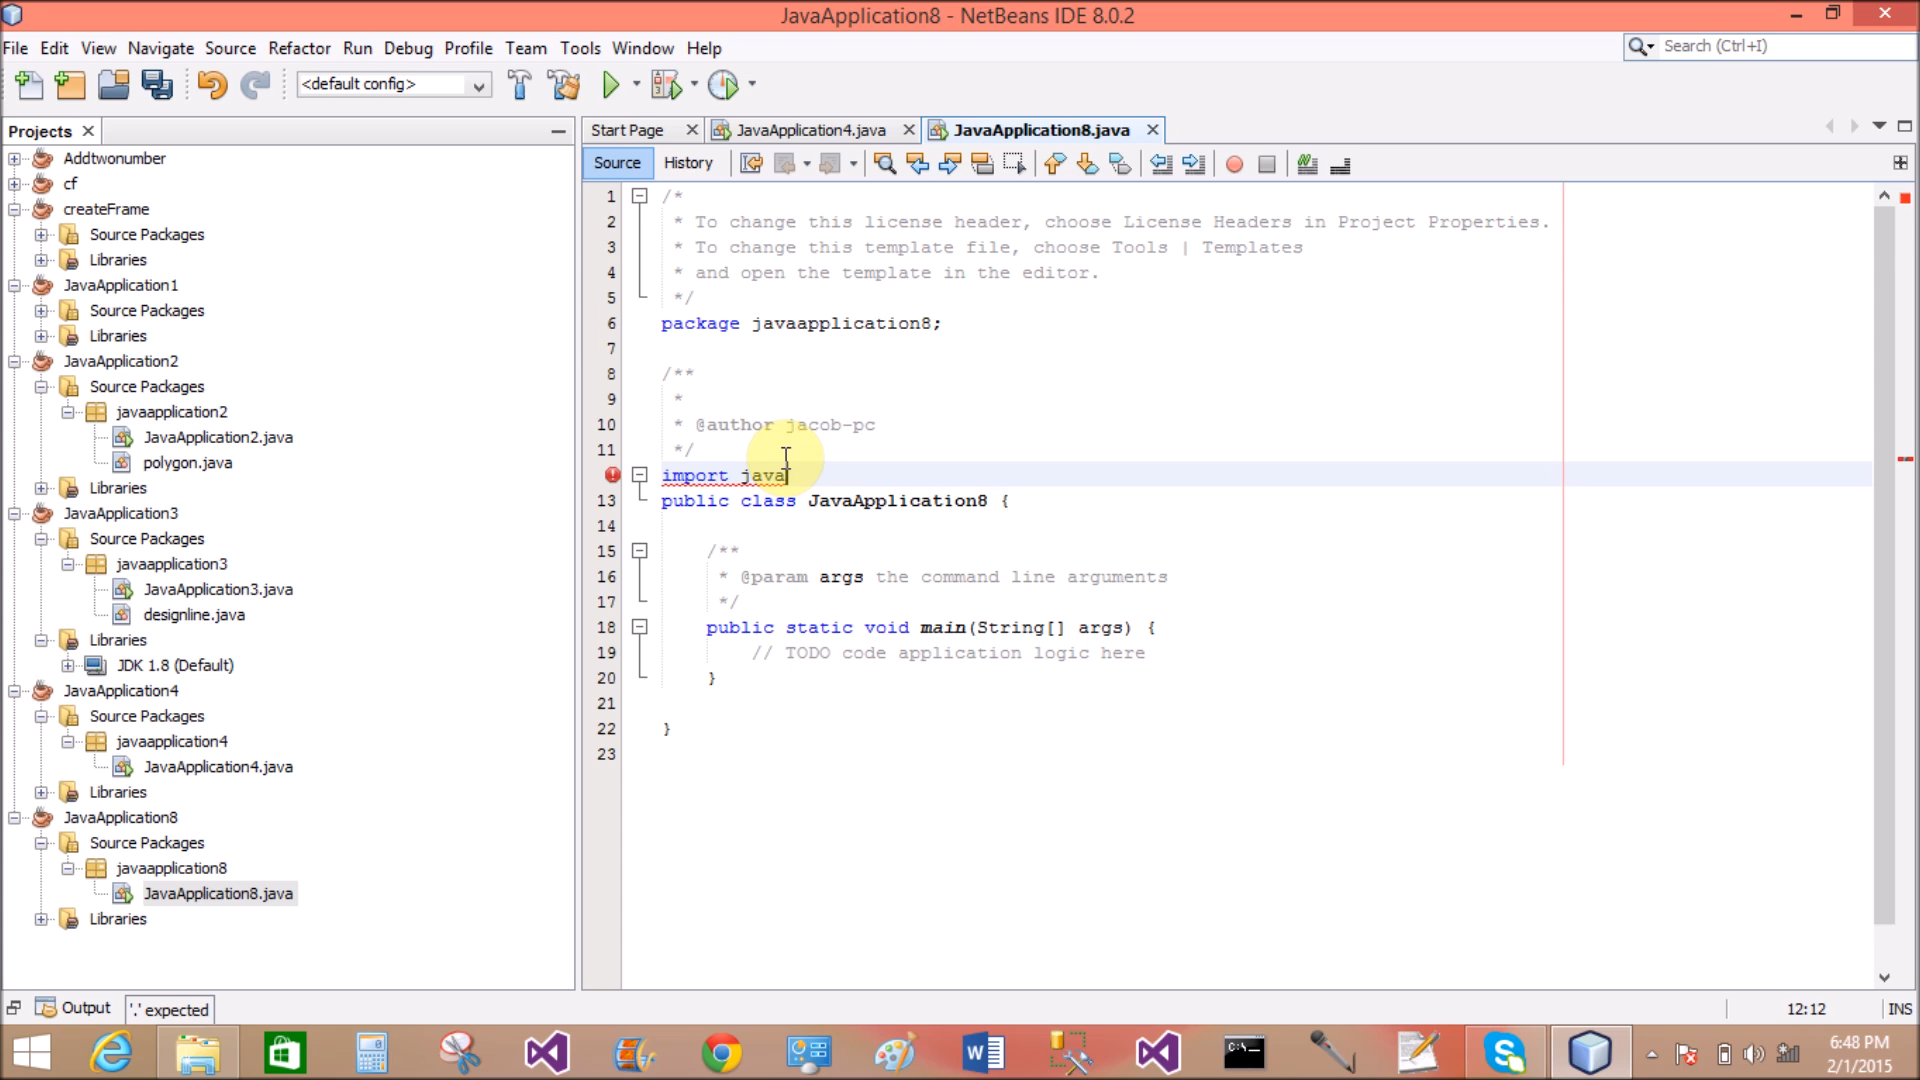 JavaApplication8 - NetBeans IDE 8.0.2
File Edit View Navigate Source Refactor Run Debug Profile Team Tools Window Help
Search (Ctrl+I)
<default config>
Projects
Start Page JavaApplication4.java JavaApplication8.java
Source History
Addtwonumber
cf
createFrame
Source Packages
Libraries
JavaApplication1
Source Packages
Libraries
JavaApplication2
Source Packages
javaapplication2
JavaApplication2.java
polygon.java
Libraries
JavaApplication3
Source Packages
javaapplication3
JavaApplication3.java
designline.java
Libraries
JDK 1.8 (Default)
JavaApplication4
Source Packages
javaapplication4
JavaApplication4.java
Libraries
JavaApplication8
Source Packages
javaapplication8
JavaApplication8.java
Libraries
1 /*
2 * To change this license header, choose License Headers in Project Properties.
3 * To change this template file, choose Tools | Templates
4 * and open the template in the editor.
5 */
6 package javaapplication8;
7
8 /**
9 *
10 * @author jacob-pc
11 */
import java
13 public class JavaApplication8 {
14
15 /**
16 * @param args the command line arguments
17 */
18 public static void main(String[] args) {
19 // TODO code application logic here
20 }
21
22 }
23
Output '.' expected 12:12 INS
6:48 PM
2/1/2015